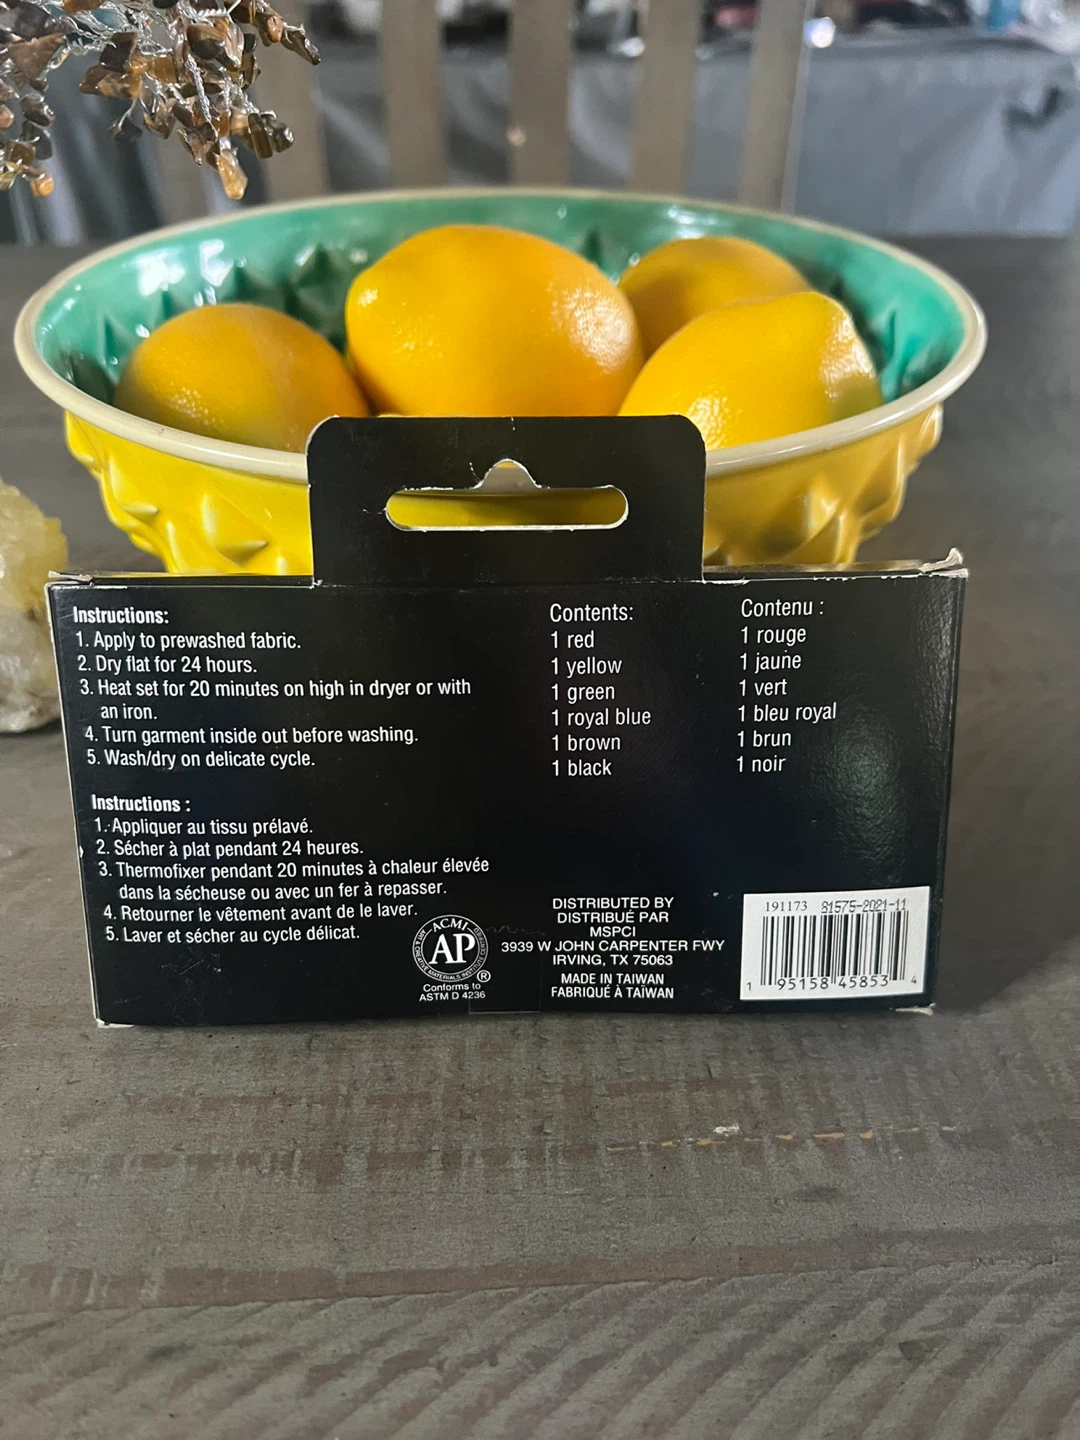 Instructions:
1. Apply to prewashed fabric.
2. Dry flat for 24 hours.
3. Heat set for 20 minutes on high in dryer or with
an iron.
4. Turn garment inside out before washing.
5. Wash/dry on delicate cycle.
Instructions :
1. Appliquer au tissu prélavé.
2. Sécher à plat pendant 24 heures.
3. Thermofixer pendant 20 minutes à chaleur élevée
dans la sécheuse ou avec un fer à repasser.
4. Retourner le vêtement avant de le laver.
5. Laver et sécher au cycle délicat.
Contents:
1 red
1 yellow
1 green
1 royal blue
1 brown
1 black
Contenu :
1 rouge
1 jaune
1 vert
1 bleu royal
1 brun
1 noir
ACMI
AP
®
Conforms to
ASTM D 4236
DISTRIBUTED BY
DISTRIBUÉ PAR
MSPCI
3939 W JOHN CARPENTER FWY
IRVING, TX 75063
MADE IN TAIWAN
FABRIQUÉ À TAÏWAN
191173 81575-2021-11
1 95158 45853 4